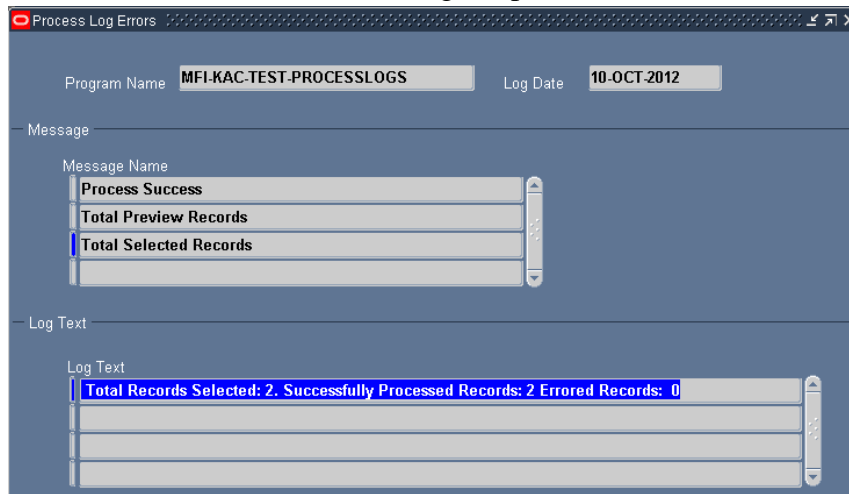 Process Log Errors
Program Name MFI-KAC-TEST-PROCESSLOGS Log Date 10-OCT-2012
Message
Message Name
Process Success
Total Preview Records
Total Selected Records
Log Text
Log Text
Total Records Selected: 2. Successfully Processed Records: 2 Errored Records: 0